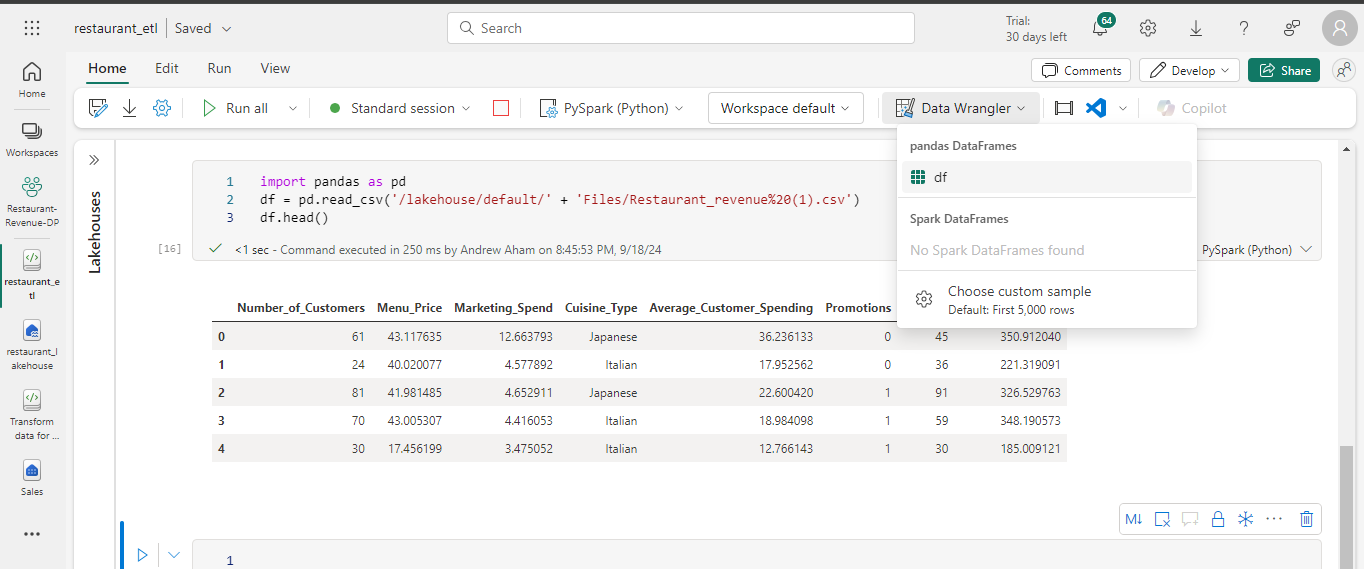 restaurant_etl
Saved
Search
Trial:
30 days left
64
Home
Edit
Run
View
Comments
Develop
Share
Run all
Standard session
PySpark (Python)
Workspace default
Data Wrangler
Copilot
Home
Workspaces
Restaurant-
Revenue-DP
restaurant_e
tl
restaurant_l
akehouse
Transform
data for ...
Sales
Lakehouses
pandas DataFrames
df
Spark DataFrames
No Spark DataFrames found
Choose custom sample
Default: First 5,000 rows
1 import pandas as pd
2 df = pd.read_csv('/lakehouse/default/' + 'Files/Restaurant_revenue%20(1).csv')
3 df.head()
[16]
<1 sec - Command executed in 250 ms by Andrew Aham on 8:45:53 PM, 9/18/24
PySpark (Python)
Number_of_Customers Menu_Price Marketing_Spend Cuisine_Type Average_Customer_Spending Promotions
0 61 43.117635 12.663793 Japanese 36.236133 0 45 350.912040
1 24 40.020077 4.577892 Italian 17.952562 0 36 221.319091
2 81 41.981485 4.652911 Japanese 22.600420 1 91 326.529763
3 70 43.005307 4.416053 Italian 18.984098 1 59 348.190573
4 30 17.456199 3.475052 Italian 12.766143 1 30 185.009121
M↓
1